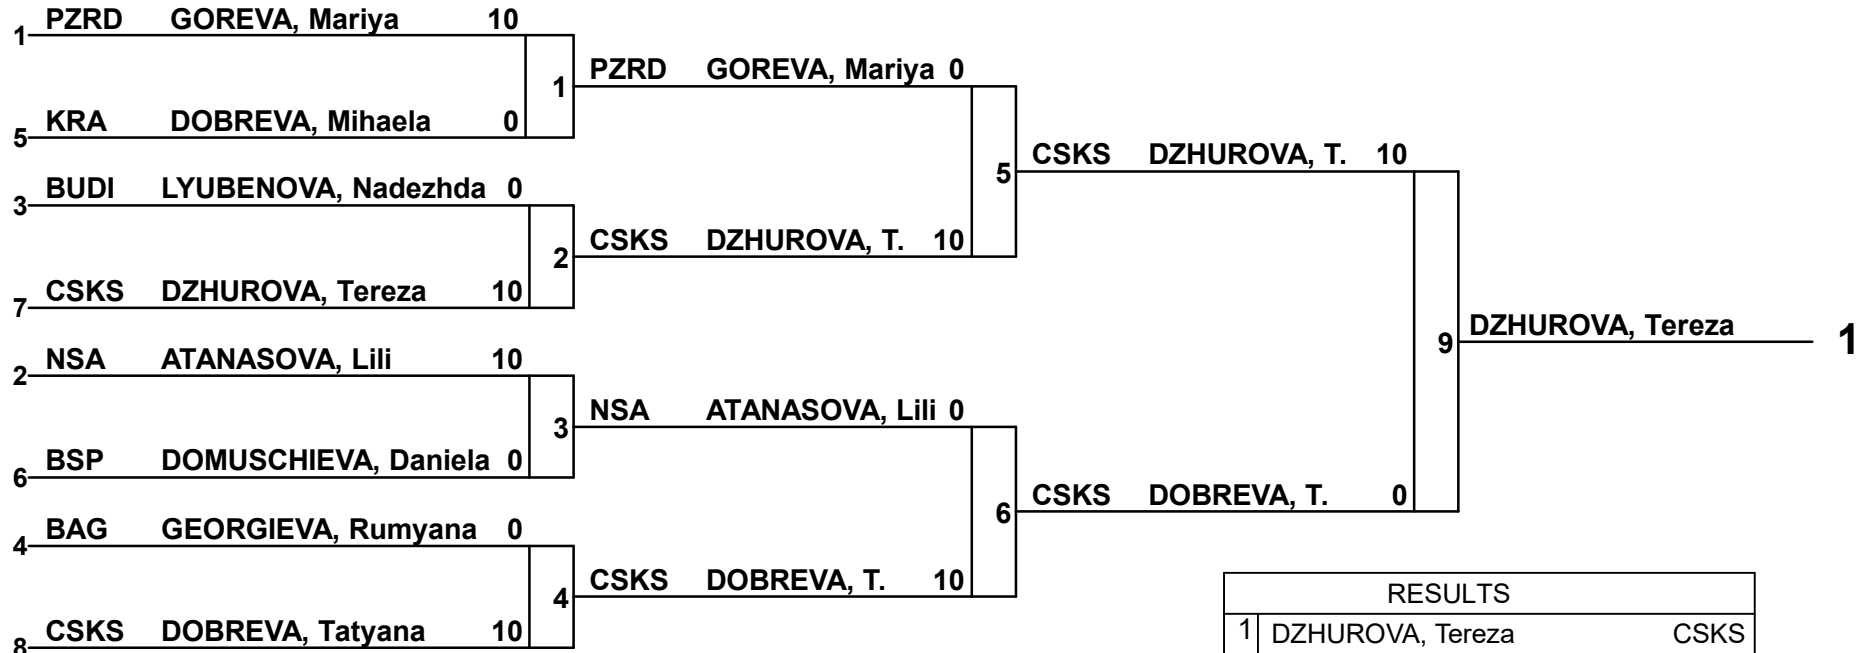 1 PZRD GOREVA, Mariya 10
1 PZRD GOREVA, Mariya 0
5 KRA DOBREVA, Mihaela 0
5 CSKS DZHUROVA, T. 10
3 BUDI LYUBENOVA, Nadezhda 0
2 CSKS DZHUROVA, T. 10
7 CSKS DZHUROVA, Tereza 10
9 DZHUROVA, Tereza 1
2 NSA ATANASOVA, Lili 10
3 NSA ATANASOVA, Lili 0
6 BSP DOMUSCHIEVA, Daniela 0
6 CSKS DOBREVA, T. 0
4 BAG GEORGIEVA, Rumyana 0
4 CSKS DOBREVA, T. 10
8 CSKS DOBREVA, Tatyana 10
RESULTS
1 DZHUROVA, Tereza CSKS